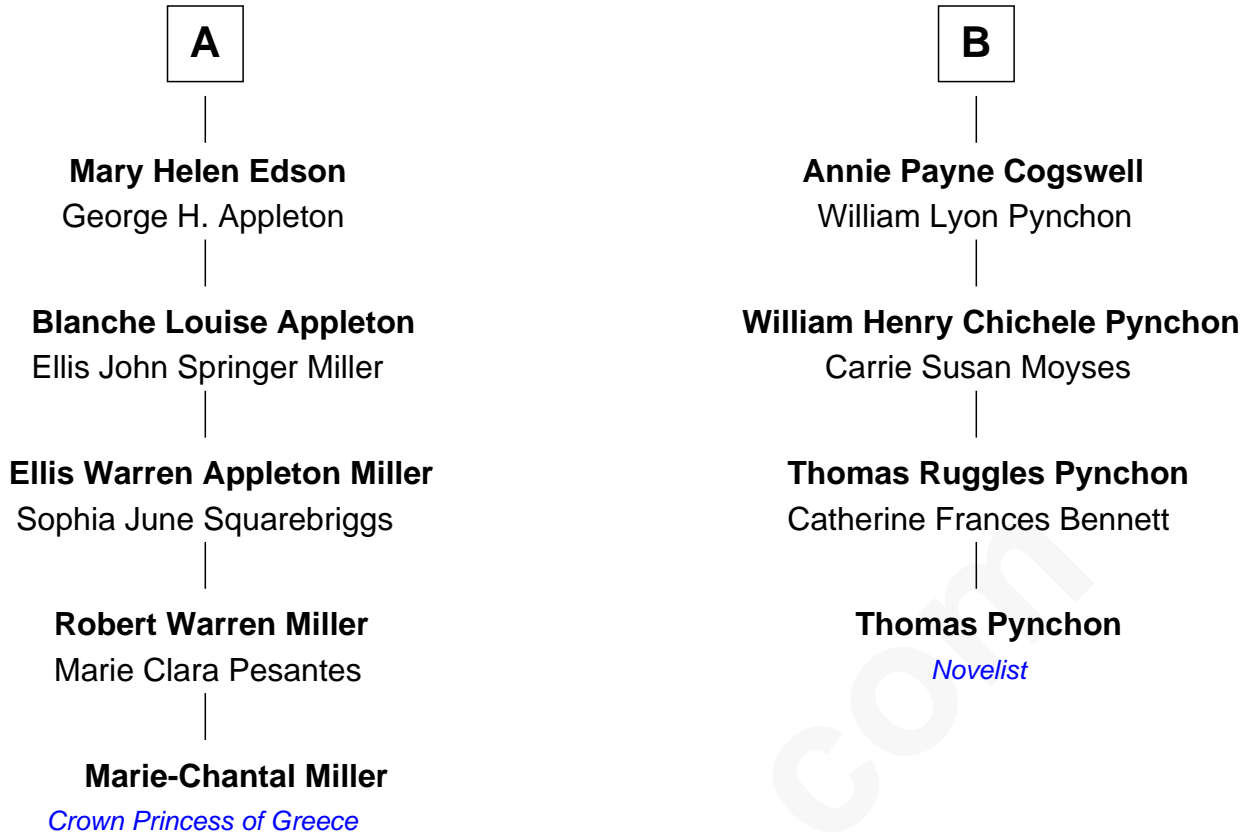 A
Mary Helen Edson
George H. Appleton
Blanche Louise Appleton
Ellis John Springer Miller
Ellis Warren Appleton Miller
Sophia June Squarebriggs
Robert Warren Miller
Marie Clara Pesantes
Marie-Chantal Miller
Crown Princess of Greece
B
Annie Payne Cogswell
William Lyon Pynchon
William Henry Chichele Pynchon
Carrie Susan Moyses
Thomas Ruggles Pynchon
Catherine Frances Bennett
Thomas Pynchon
Novelist
com